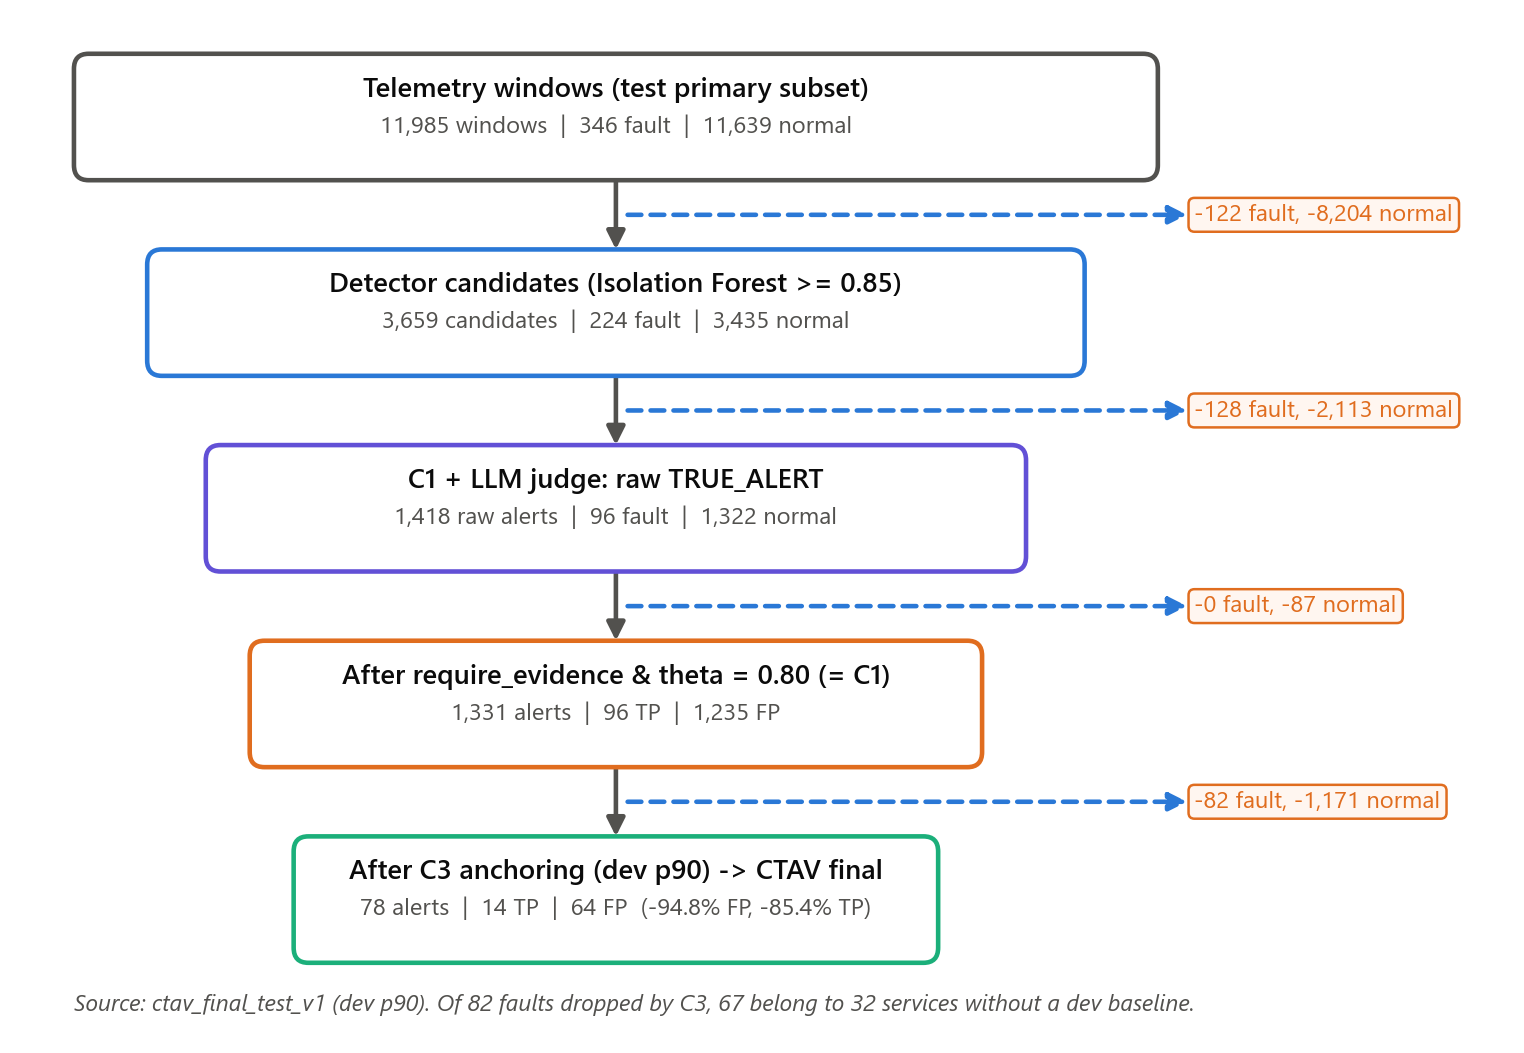 Telemetry windows (test primary subset)
11,985 windows | 346 fault | 11,639 normal
-122 fault, -8,204 normal
Detector candidates (Isolation Forest >= 0.85)
3,659 candidates | 224 fault | 3,435 normal
-128 fault, -2,113 normal
C1 + LLM judge: raw TRUE_ALERT
1,418 raw alerts | 96 fault | 1,322 normal
-0 fault, -87 normal
After require_evidence & theta = 0.80 (= C1)
1,331 alerts | 96 TP | 1,235 FP
-82 fault, -1,171 normal
After C3 anchoring (dev p90) -> CTAV final
78 alerts | 14 TP | 64 FP (-94.8% FP, -85.4% TP)
Source: ctav_final_test_v1 (dev p90). Of 82 faults dropped by C3, 67 belong to 32 services without a dev baseline.